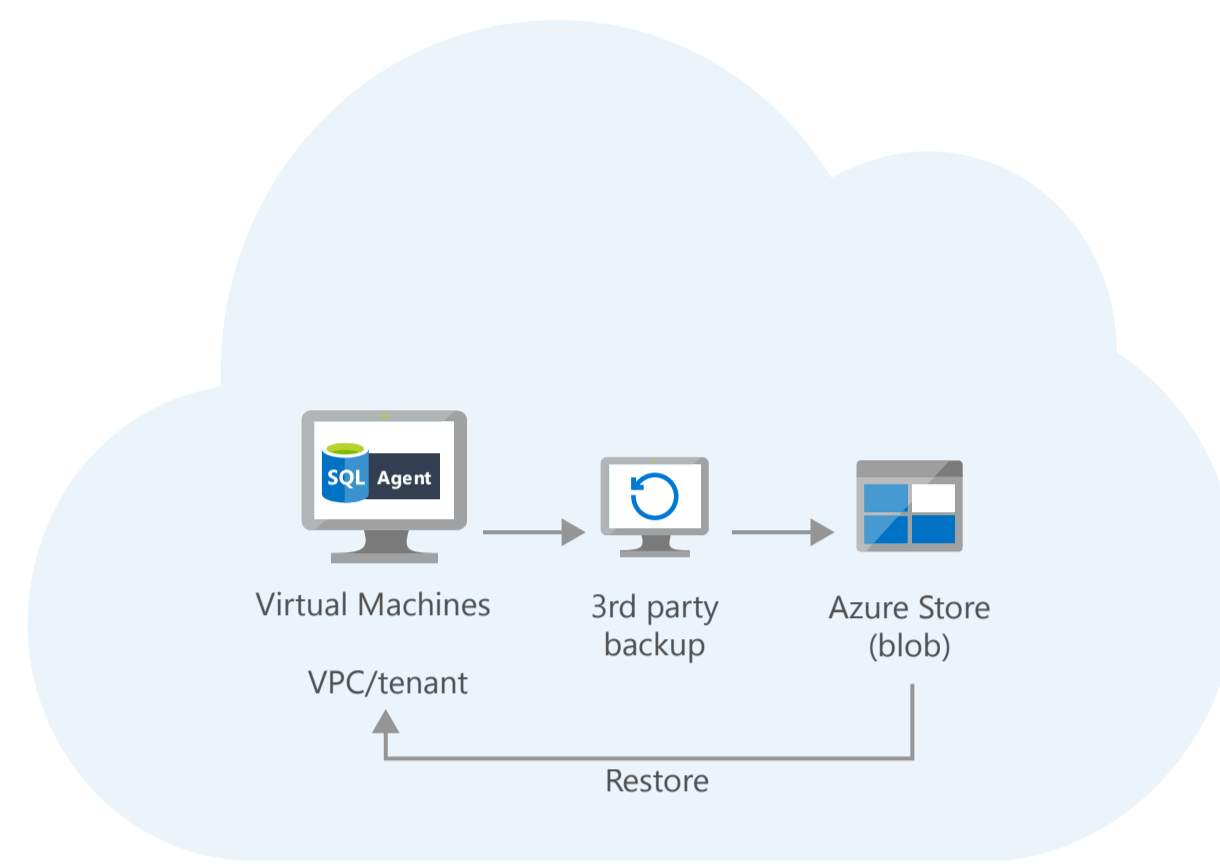 SQL Agent
Virtual Machines
3rd party
backup
Azure Store
(blob)
VPC/tenant
Restore